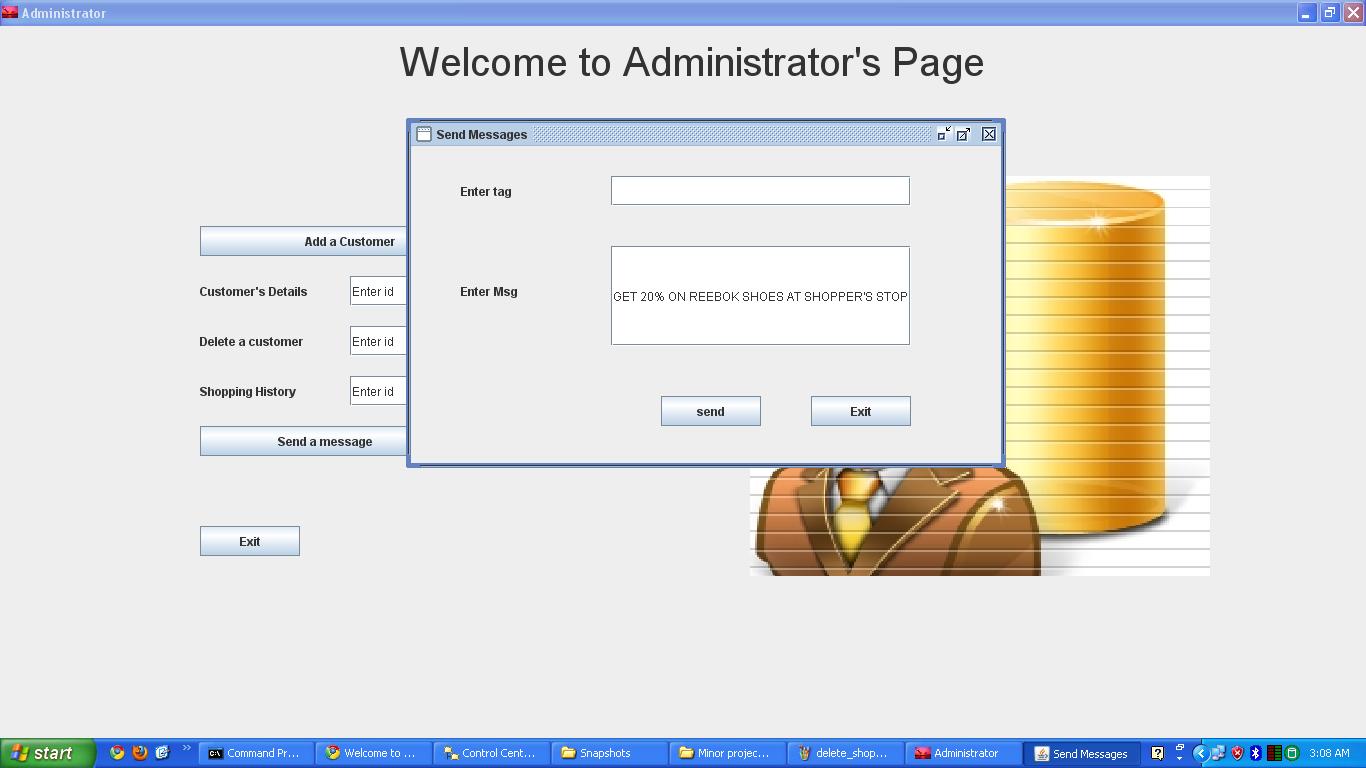 Administrator
Welcome to Administrator's Page
Send Messages
Enter tag
Add a Customer
Customer's Details
Enter id
Enter Msg
GET 20% ON REEBOK SHOES AT SHOPPER'S STOP
Delete a customer
Enter id
Shopping History
Enter id
send
Exit
Send a message
Exit
start
Command Pr...
Welcome to ...
Control Cent...
Snapshots
Minor projec...
delete_shop...
Administrator
Send Messages
3:08 AM